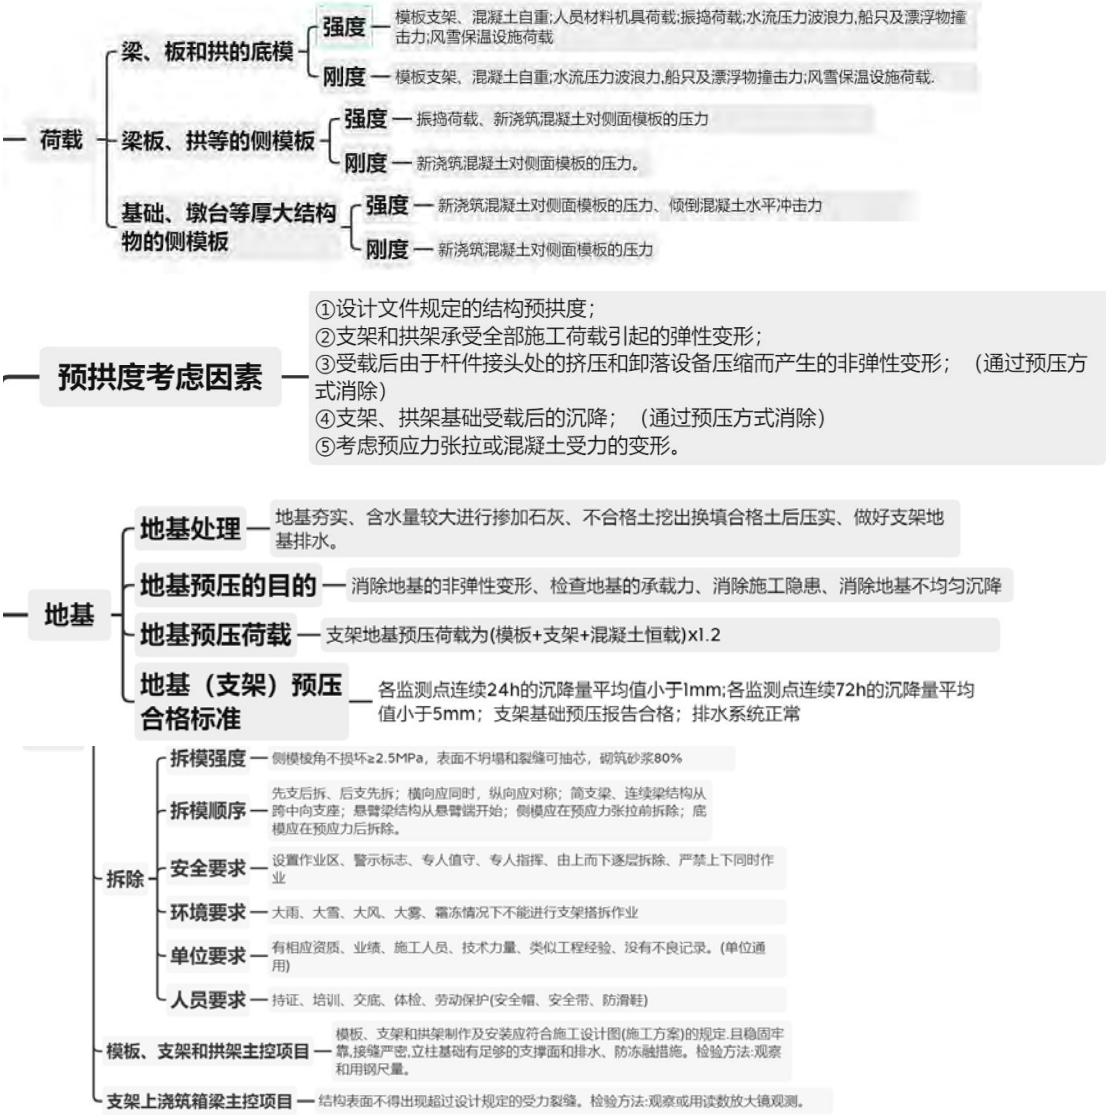 荷载
梁、板和拱的底模
强度
模板支架、混凝土自重;人员材料机具荷载;振捣荷载;水流压力波浪力,船只及漂浮物撞
击力;风雪保温设施荷载
刚度
模板支架、混凝土自重;水流压力波浪力,船只及漂浮物撞击力;风雪保温设施荷载.
梁板、拱等的侧模板
强度
振捣荷载、新浇筑混凝土对侧面模板的压力
刚度
新浇筑混凝土对侧面模板的压力。
基础、墩台等厚大结构
物的侧模板
强度
新浇筑混凝土对侧面模板的压力、倾倒混凝土水平冲击力
刚度
新浇筑混凝土对侧面模板的压力
预拱度考虑因素
①设计文件规定的结构预拱度；
②支架和拱架承受全部施工荷载引起的弹性变形；
③受载后由于杆件接头处的挤压和卸落设备压缩而产生的非弹性变形；（通过预压方
式消除）
④支架、拱架基础受载后的沉降；（通过预压方式消除）
⑤考虑预应力张拉或混凝土受力的变形。
地基
地基处理
地基夯实、含水量较大进行掺加石灰、不合格土挖出换填合格土后压实、做好支架地
基排水。
地基预压的目的
消除地基的非弹性变形、检查地基的承载力、消除施工隐患、消除地基不均匀沉降
地基预压荷载
支架地基预压荷载为(模板+支架+混凝土恒载)x1.2
地基（支架）预压
合格标准
各监测点连续24h的沉降量平均值小于1mm;各监测点连续72h的沉降量平均
值小于5mm；支架基础预压报告合格；排水系统正常
拆除
拆模强度
侧模棱角不损坏≥2.5MPa，表面不坍塌和裂缝可抽芯，砌筑砂浆80%
拆模顺序
先支后拆、后支先拆；横向应同时，纵向应对称；简支梁、连续梁结构从
跨中向支座；悬臂梁结构从悬臂端开始；侧模应在预应力张拉前拆除；底
模应在预应力后拆除。
安全要求
设置作业区、警示标志、专人值守、专人指挥、由上而下逐层拆除、严禁上下同时作
业
环境要求
大雨、大雪、大风、大雾、霜冻情况下不能进行支架搭拆作业
单位要求
有相应资质、业绩、施工人员、技术力量、类似工程经验、没有不良记录。(单位通
用)
人员要求
持证、培训、交底、体检、劳动保护(安全帽、安全带、防滑鞋)
模板、支架和拱架主控项目
模板、支架和拱架制作及安装应符合施工设计图(施工方案)的规定.且稳固牢
靠,接缝严密,立柱基础有足够的支撑面和排水、防冻融措施。检验方法:观察
和用钢尺量。
支架上浇筑箱梁主控项目
结构表面不得出现超过设计规定的受力裂缝。检验方法:观察或用读数放大镜观测。